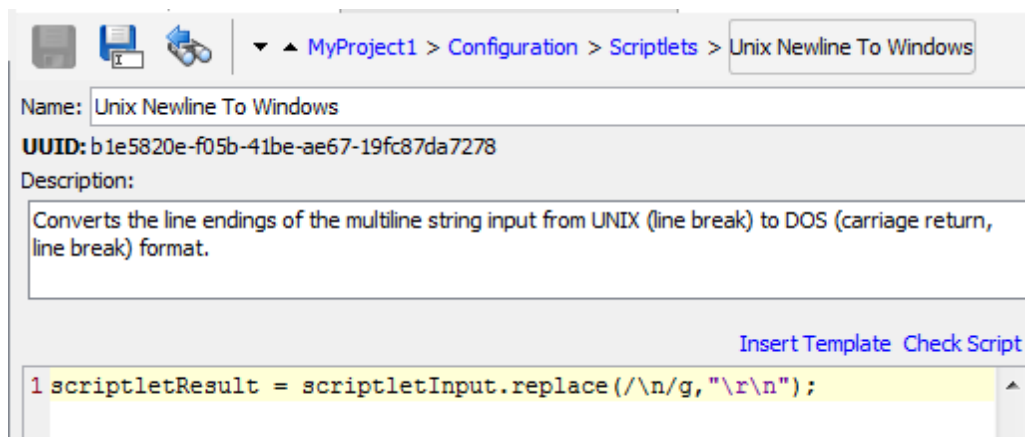 MyProject1 > Configuration > Scriptlets > Unix Newline To Windows
Name: Unix Newline To Windows
UUID: b1e5820e-f05b-41be-ae67-19fc87da7278
Description:
Converts the line endings of the multiline string input from UNIX (line break) to DOS (carriage return,
line break) format.
Insert Template Check Script
1 scriptletResult = scriptletInput.replace(/\n/g,"\r\n");